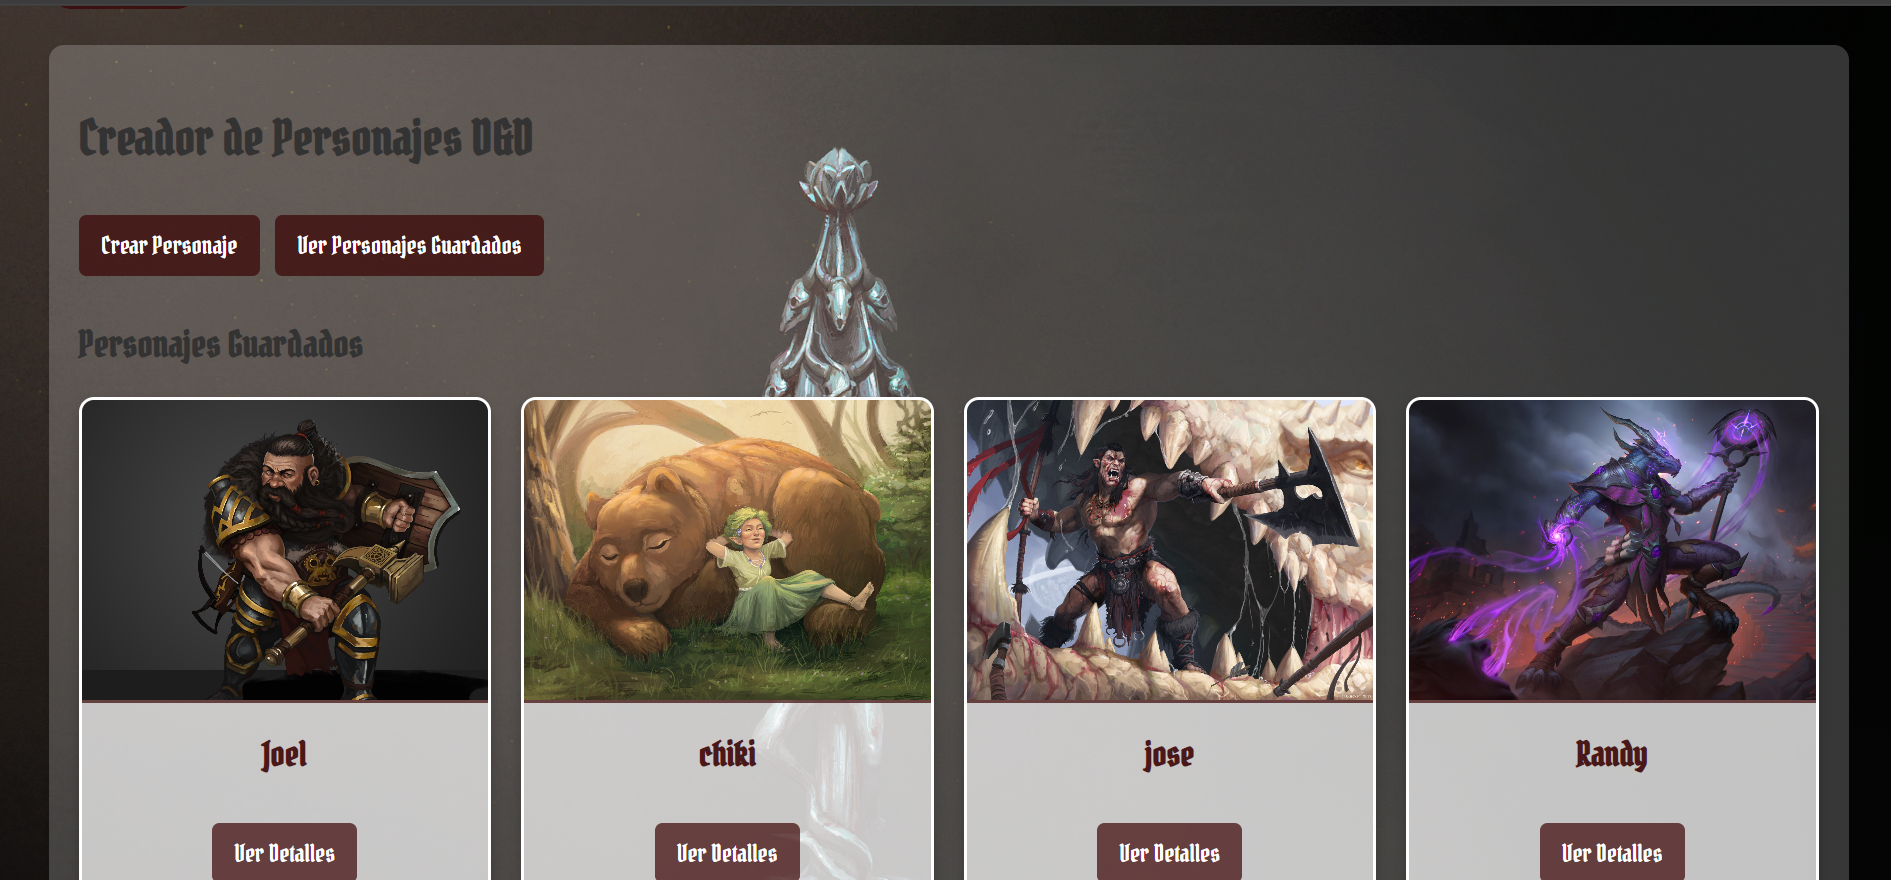 Creador de Personajes D&D
Crear Personaje
Ver Personajes Guardados
Personajes Guardados
Joel
chiki
jose
Randy
Ver Detalles
Ver Detalles
Ver Detalles
Ver Detalles